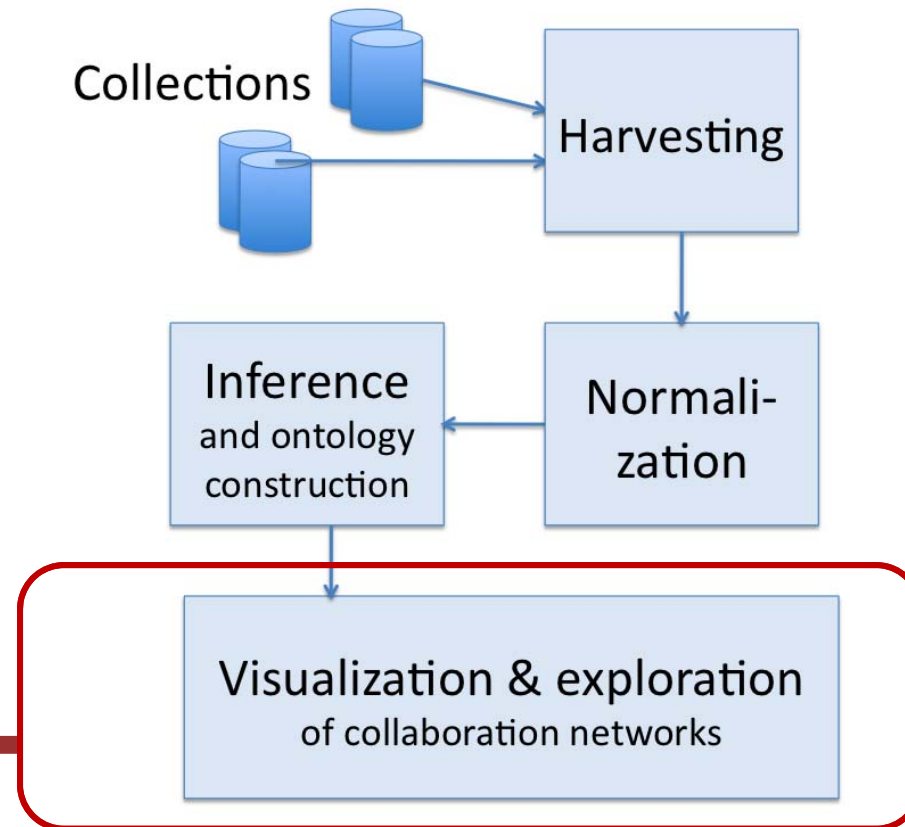 Collections
Harvesting
Inference
and ontology
construction
Normali-
zation
Visualization & exploration
of collaboration networks